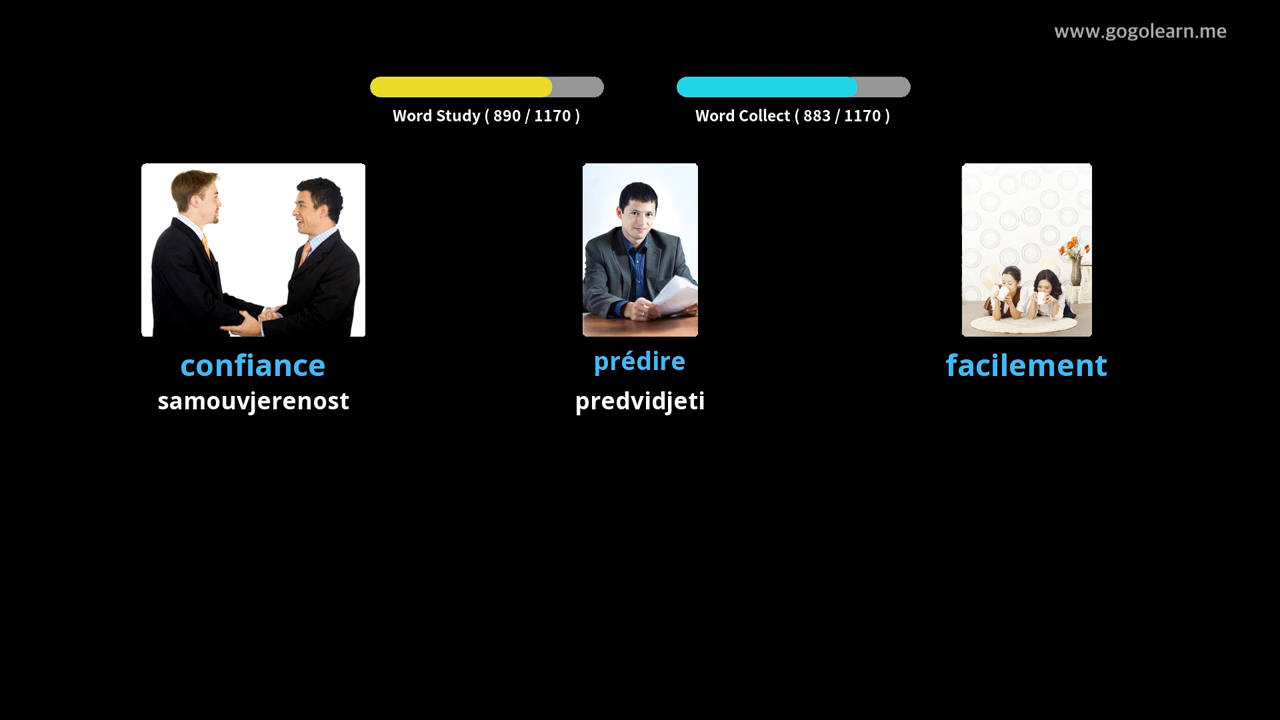 www.gogolearn.me
Word Study ( 890 / 1170 )
Word Collect ( 883 / 1170 )
confiance
samouvjerenost
prédire
predvidjeti
facilement